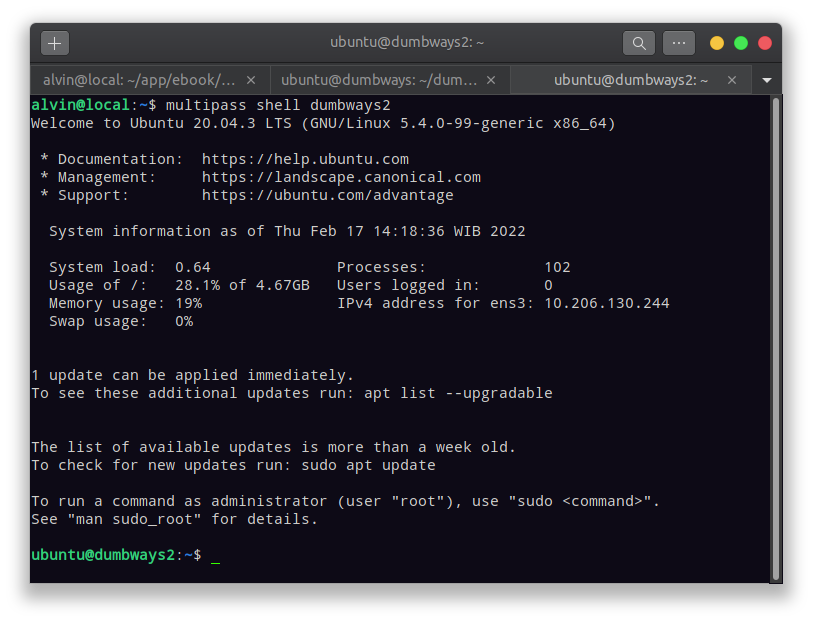 ubuntu@dumbways2: ~
alvin@local: ~/app/ebook/...
ubuntu@dumbways: ~/dum...
ubuntu@dumbways2: ~
alvin@local:~$ multipass shell dumbways2
Welcome to Ubuntu 20.04.3 LTS (GNU/Linux 5.4.0-99-generic x86_64)
* Documentation:  https://help.ubuntu.com
* Management:     https://landscape.canonical.com
* Support:        https://ubuntu.com/advantage
System information as of Thu Feb 17 14:18:36 WIB 2022
System load:  0.64              Processes:             102
Usage of /:   28.1% of 4.67GB   Users logged in:       0
Memory usage: 19%               IPv4 address for ens3: 10.206.130.244
Swap usage:   0%
1 update can be applied immediately.
To see these additional updates run: apt list --upgradable
The list of available updates is more than a week old.
To check for new updates run: sudo apt update
To run a command as administrator (user "root"), use "sudo <command>".
See "man sudo_root" for details.
ubuntu@dumbways2:~$ _